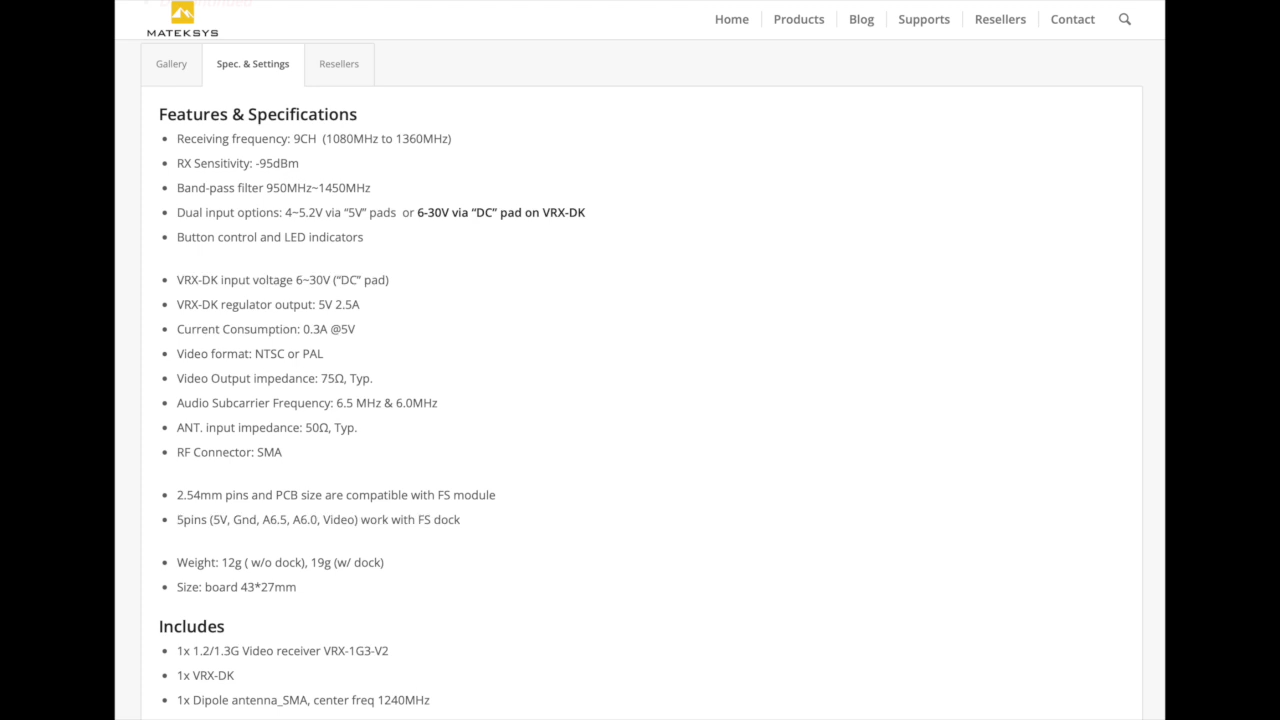 MATEKSYS
Home
Products
Blog
Supports
Resellers
Contact
Gallery
Spec. & Settings
Resellers
Features & Specifications
• Receiving frequency: 9CH (1080MHz to 1360MHz)
• RX Sensitivity: -95dBm
• Band-pass filter 950MHz~1450MHz
• Dual input options: 4~5.2V via “5V” pads or 6-30V via “DC” pad on VRX-DK
• Button control and LED indicators
• VRX-DK input voltage 6~30V (“DC” pad)
• VRX-DK regulator output: 5V 2.5A
• Current Consumption: 0.3A @5V
• Video format: NTSC or PAL
• Video Output impedance: 75Ω, Typ.
• Audio Subcarrier Frequency: 6.5 MHz & 6.0MHz
• ANT. input impedance: 50Ω, Typ.
• RF Connector: SMA
• 2.54mm pins and PCB size are compatible with FS module
• 5pins (5V, Gnd, A6.5, A6.0, Video) work with FS dock
• Weight: 12g ( w/o dock), 19g (w/ dock)
• Size: board 43*27mm
Includes
• 1x 1.2/1.3G Video receiver VRX-1G3-V2
• 1x VRX-DK
• 1x Dipole antenna_SMA, center freq 1240MHz